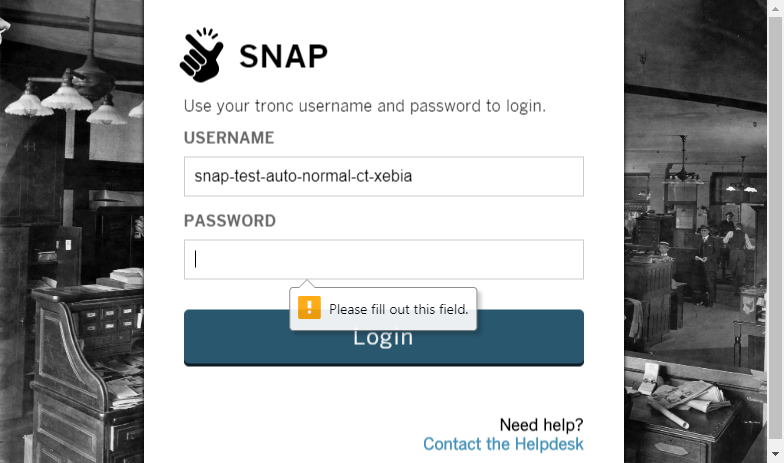 SNAP
Use your tronc username and password to login.
USERNAME
snap-test-auto-normal-ct-xebia
PASSWORD
Please fill out this field.
Login
Need help?
Contact the Helpdesk